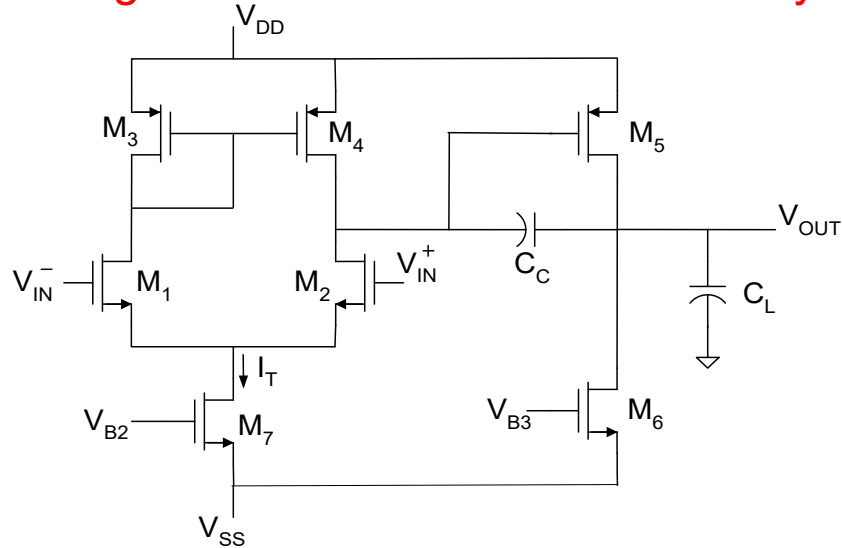 V_DD
M_3
M_4
M_5
V_OUT
V_IN^-
M_1
M_2
V_IN^+
C_C
C_L
I_T
V_B2
M_7
V_B3
M_6
V_SS